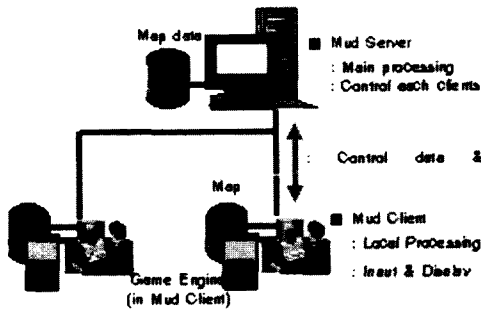 Map data
■ Mud Server
: Main processing
: Control each clients
: Control data &
Map
■ Mud Client
: Local Processing
: Input & Display
Game Engine
(in Mud Client)